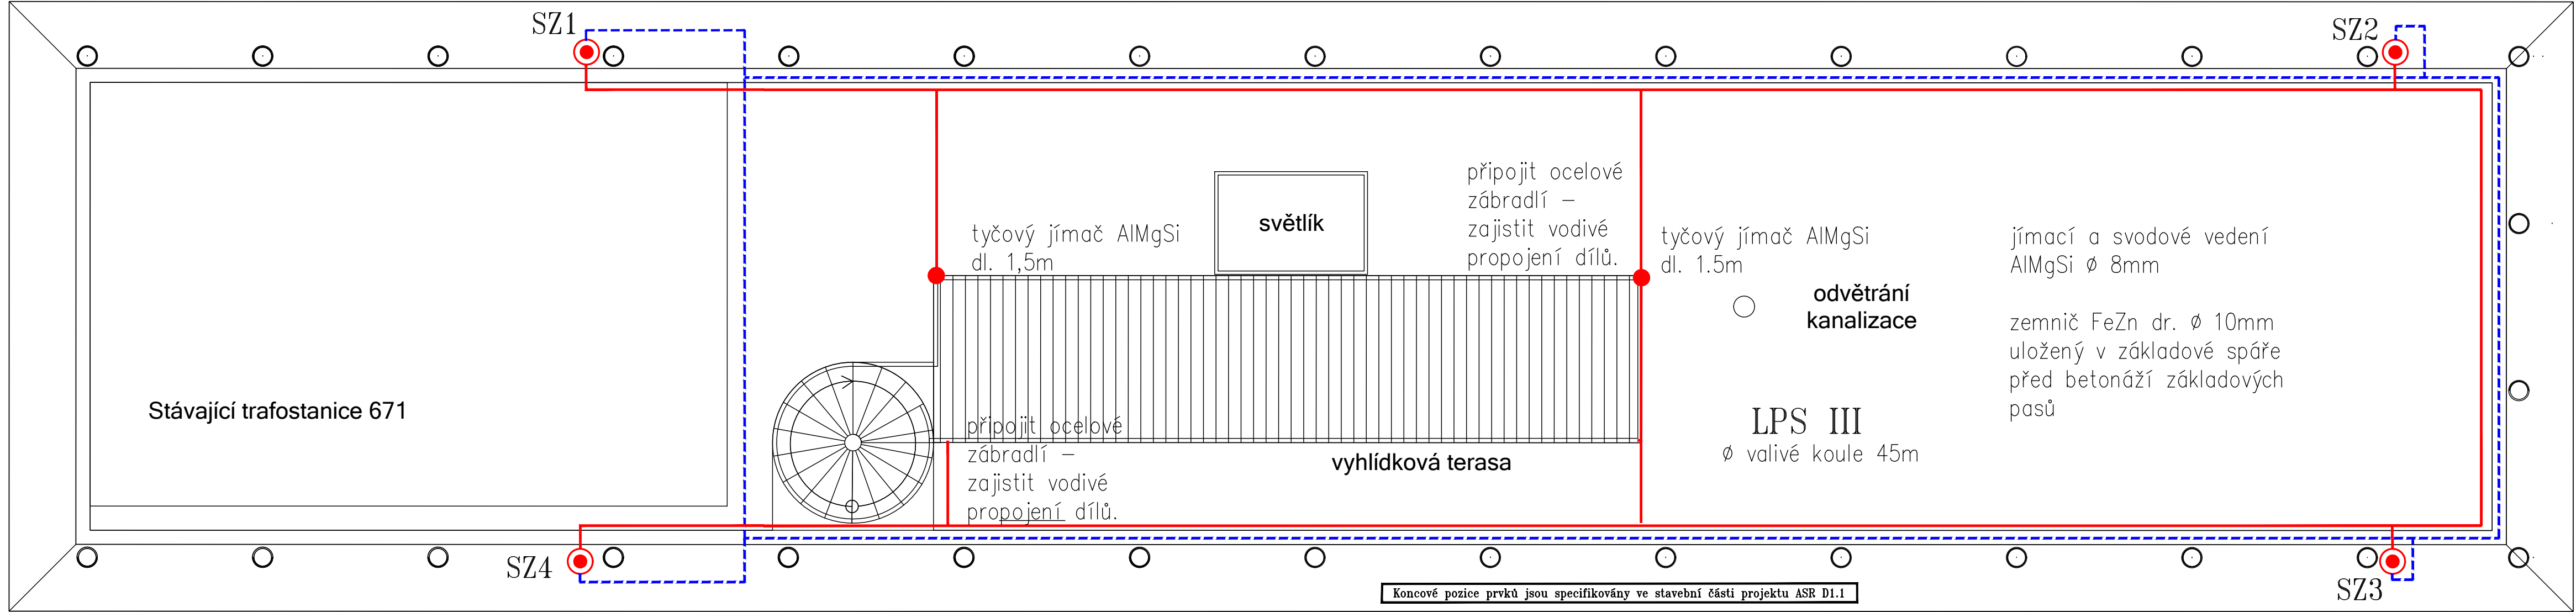 SZ1
SZ2
připojit ocelové
zábradlí –
zajistit vodivé
propojení dílů.
světlík
tyčový jímač AlMgSi
dl. 1,5m
tyčový jímač AlMgSi
dl. 1.5m
jímací a svodové vedení
AlMgSi ø 8mm
odvětrání
kanalizace
zemnič FeZn dr. ø 10mm
uložený v základové spáře
před betonáží základových
pasů
Stávající trafostanice 671
LPS III
ø valivé koule 45m
připojit ocelové
zábradlí –
zajistit vodivé
propojení dílů.
vyhlídková terasa
SZ4
SZ3
Koncové pozice prvků jsou specifikovány ve stavební části projektu ASR D1.1